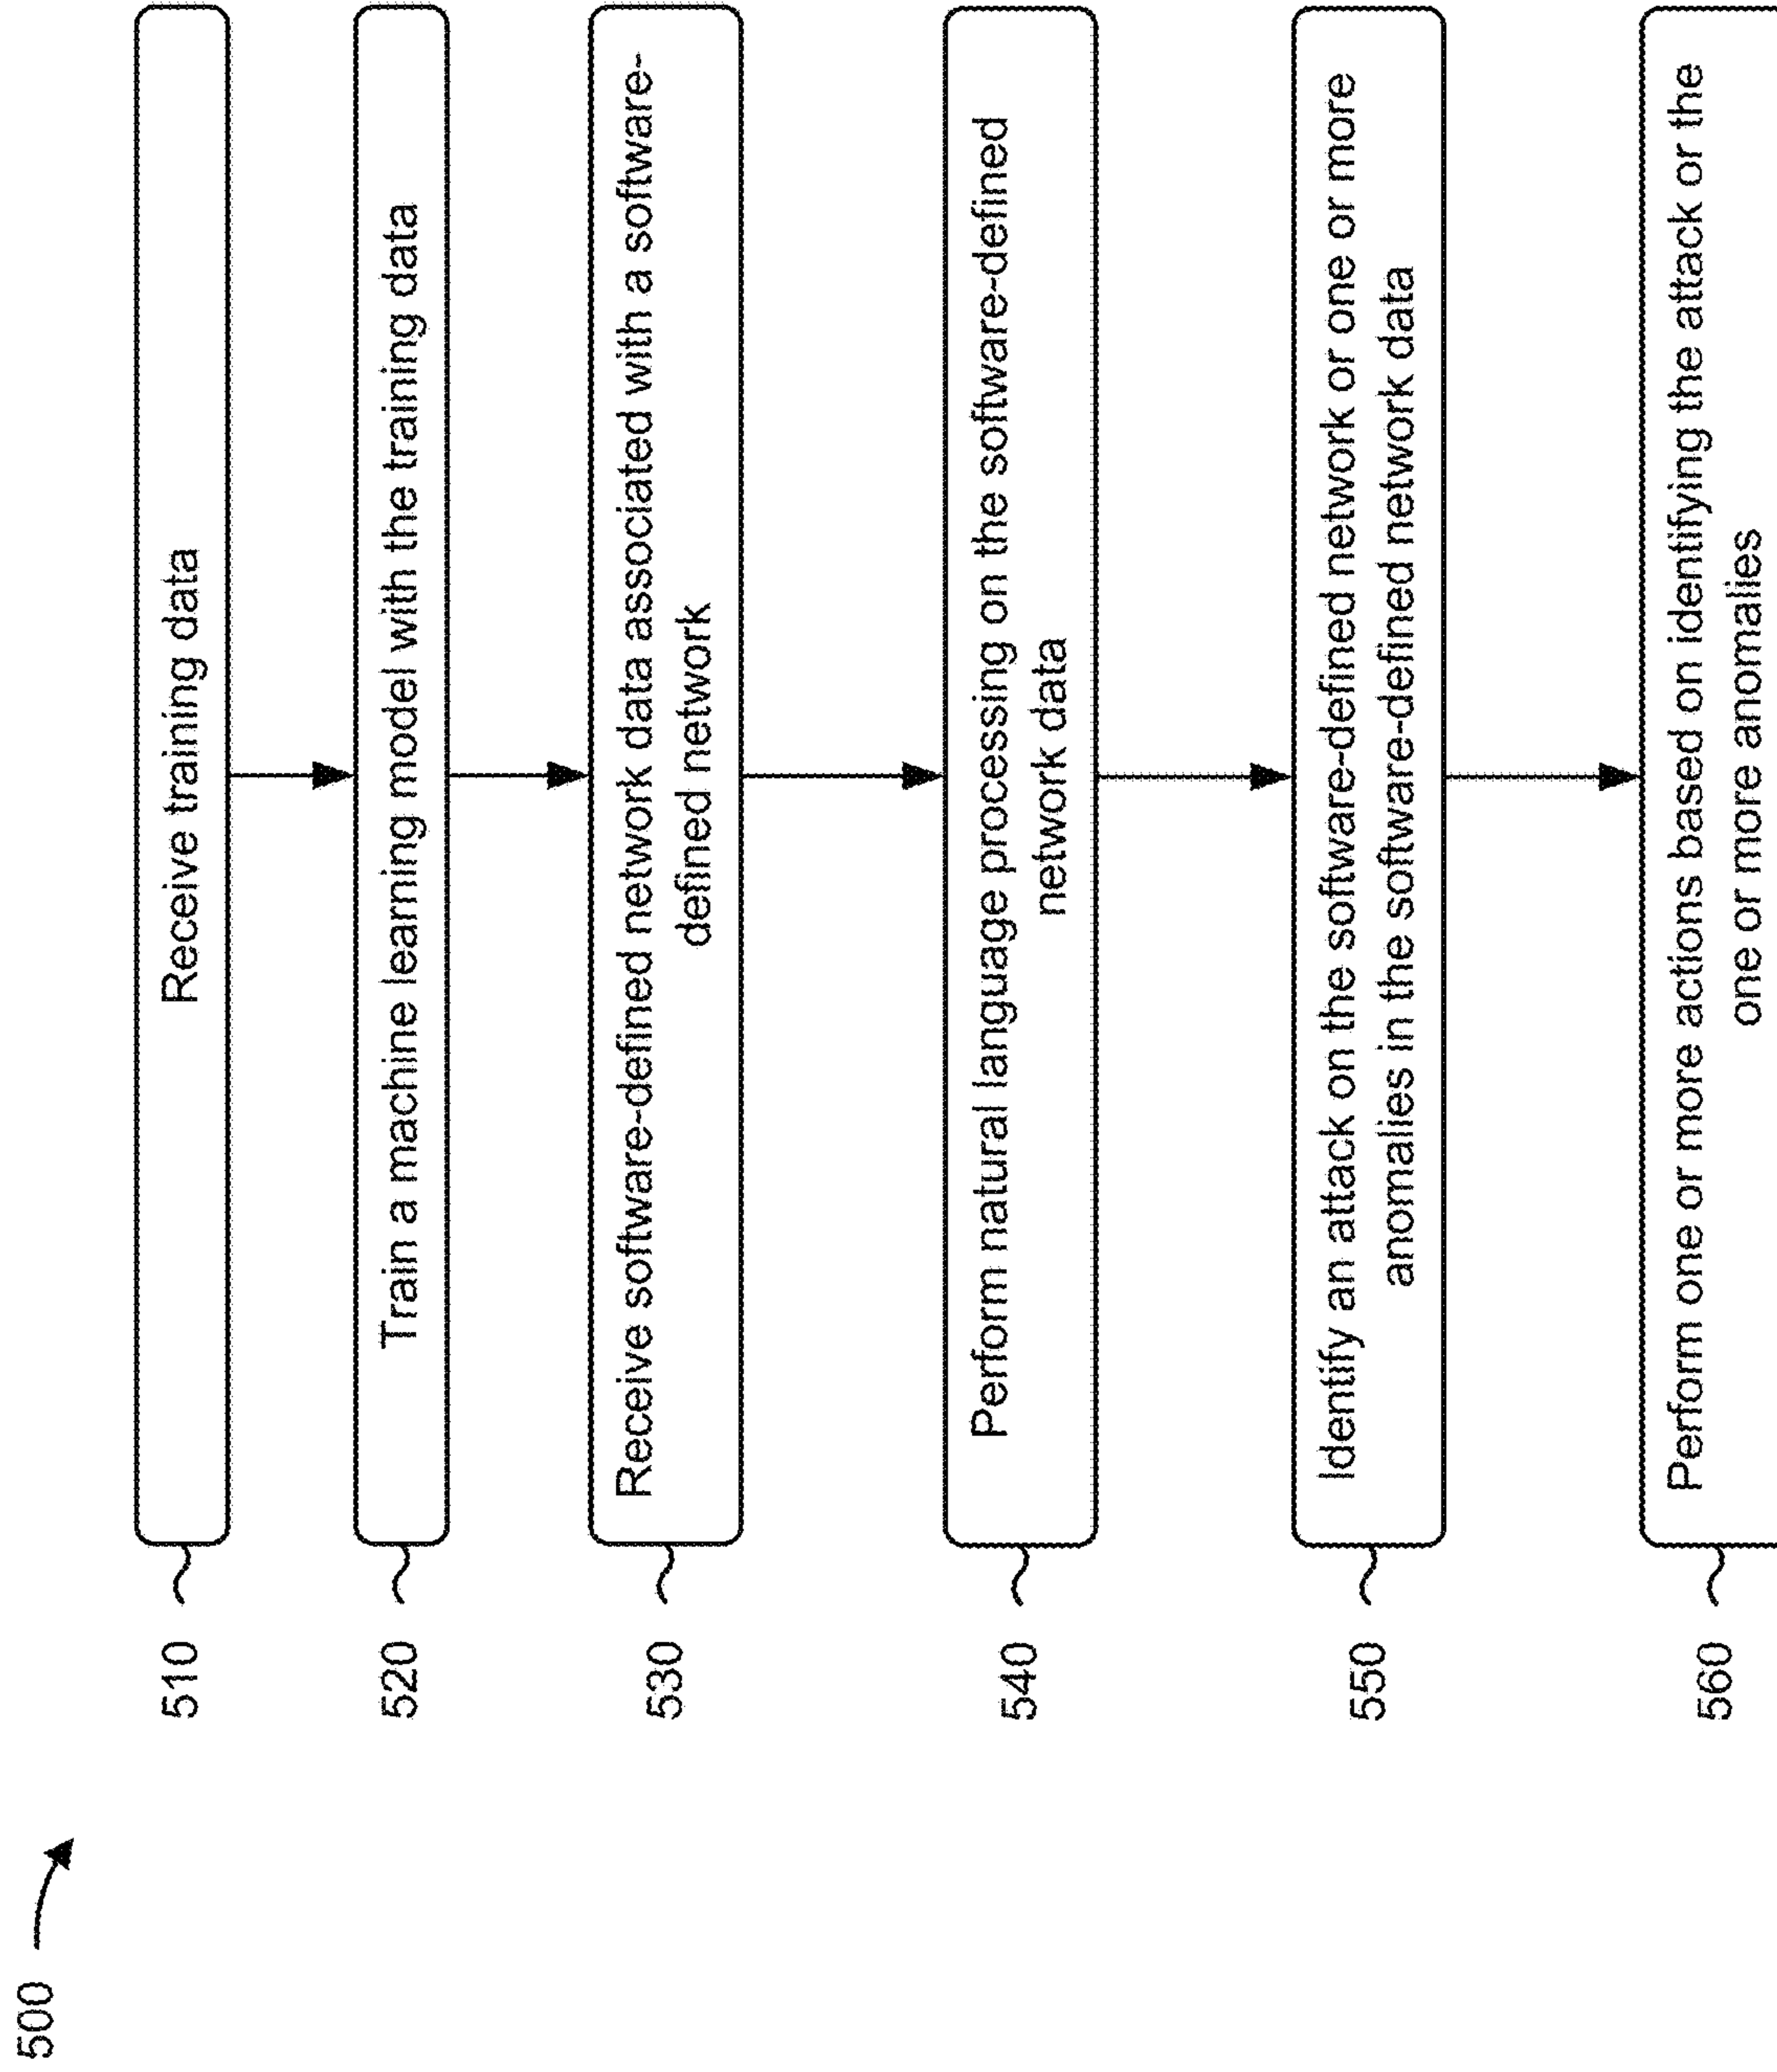 500
510
Receive training data
520
Train a machine learning model with the training data
530
Receive software-defined network data associated with a software-
defined network
540
Perform natural language processing on the software-defined
network data
550
Identify an attack on the software-defined network or one or more
anomalies in the software-defined network data
560
Perform one or more actions based on identifying the attack or the
one or more anomalies